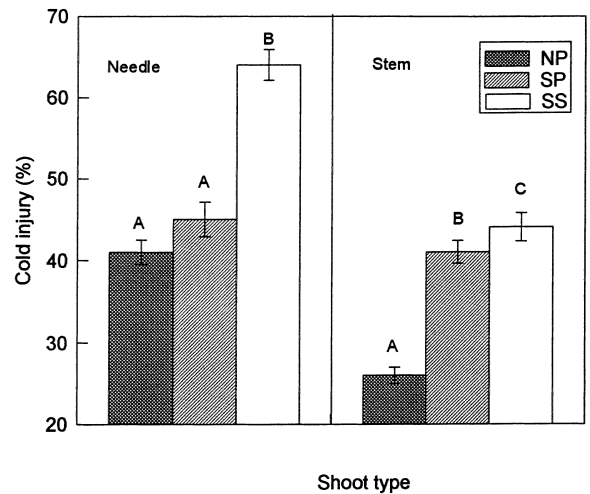 70
60
50
40
30
20
Cold injury (%)
Needle
A
A
B
Stem
A
B
C
NP
SP
SS
Shoot type